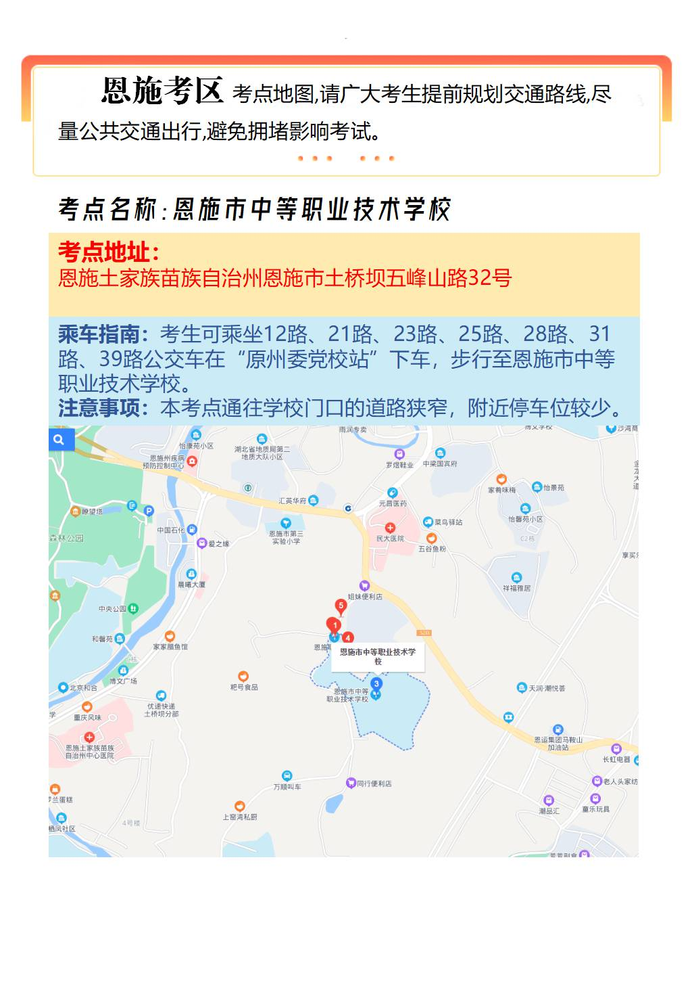 恩施考区 考点地图,请广大考生提前规划交通路线,尽
量公共交通出行,避免拥堵影响考试。
考点名称:恩施市中等职业技术学校
考点地址：
恩施土家族苗族自治州恩施市土桥坝五峰山路32号
乘车指南：考生可乘坐12路、21路、23路、25路、28路、31
路、39路公交车在“原州委党校站”下车，步行至恩施市中等
职业技术学校。
注意事项：本考点通往学校门口的道路狭窄，附近停车位较少。
雨润专卖
博文学校
沙湾商
怡康苑小区
湖北省地质局第二
地质大队小区
恩施州疾病
预防控制中心
罗煜鞋业
中梁国宾府
金龙大道
家肴味梅
怡景苑
汇英华府
元昌医药
瞭望塔
P
中国石化
恩施市第三
实验小学
菜鸟驿站
怡馨苑小区
森林公园
爱之缘
民大医院
五谷鱼粉
C2栋
享买乐
晨曦大厦
祥福雅居
姐妹便利店
中央公园
5
1
4
S233
和馨苑
家家腊鱼馆
恩施
恩施市中等职业技术学
校
博文广场
粑号食品
3
北京和合
恩施市中等
职业技术学校
天润·潮悦荟
优速快递
土桥坝分部
学
重庆风味
恩施土家族苗族
自治州中心医院
恩运集团马鞍山
加油站
长虹电器
万顺叫车
同行便利店
老人头家纺
罗兰蛋糕
上窑湾私厨
潮品汇
童乐玩具
栖凤社区
4号楼
芳芳副食